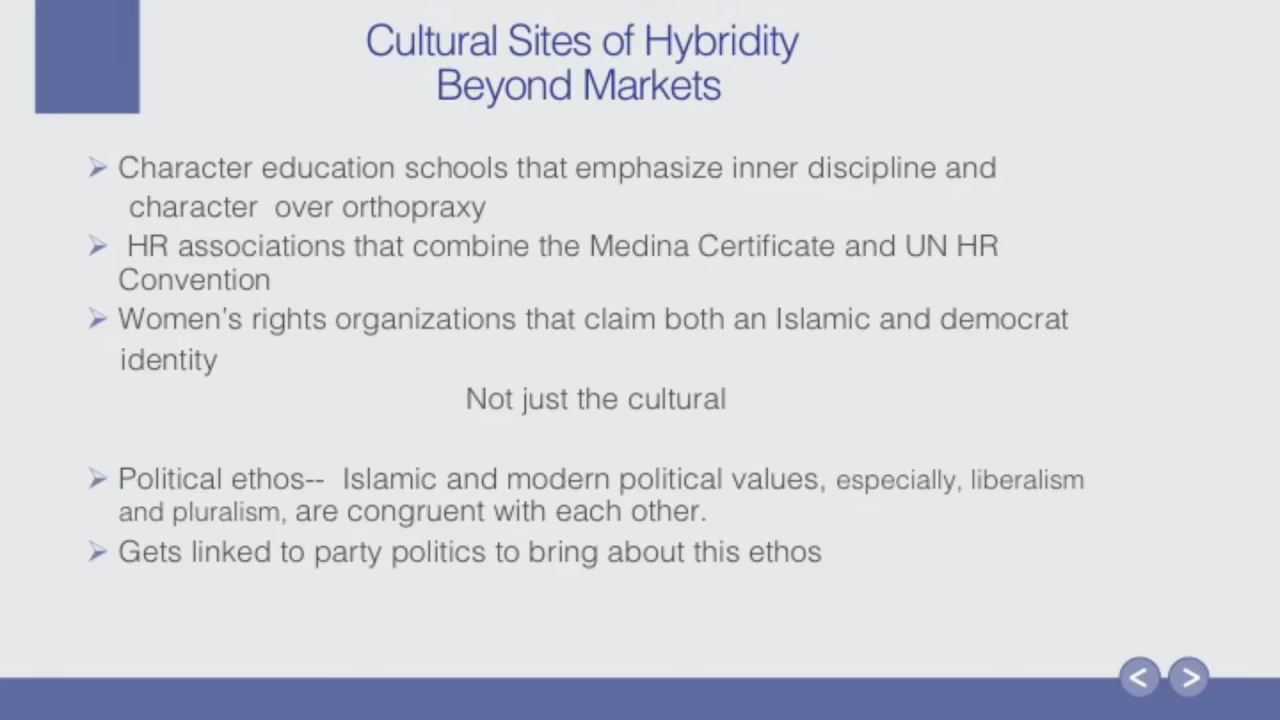 Cultural Sites of Hybridity
Beyond Markets
➢ Character education schools that emphasize inner discipline and
character over orthopraxy
➢ HR associations that combine the Medina Certificate and UN HR
Convention
➢ Women's rights organizations that claim both an Islamic and democrat
identity
Not just the cultural
➢ Political ethos-- Islamic and modern political values, especially, liberalism
and pluralism, are congruent with each other.
➢ Gets linked to party politics to bring about this ethos
< >